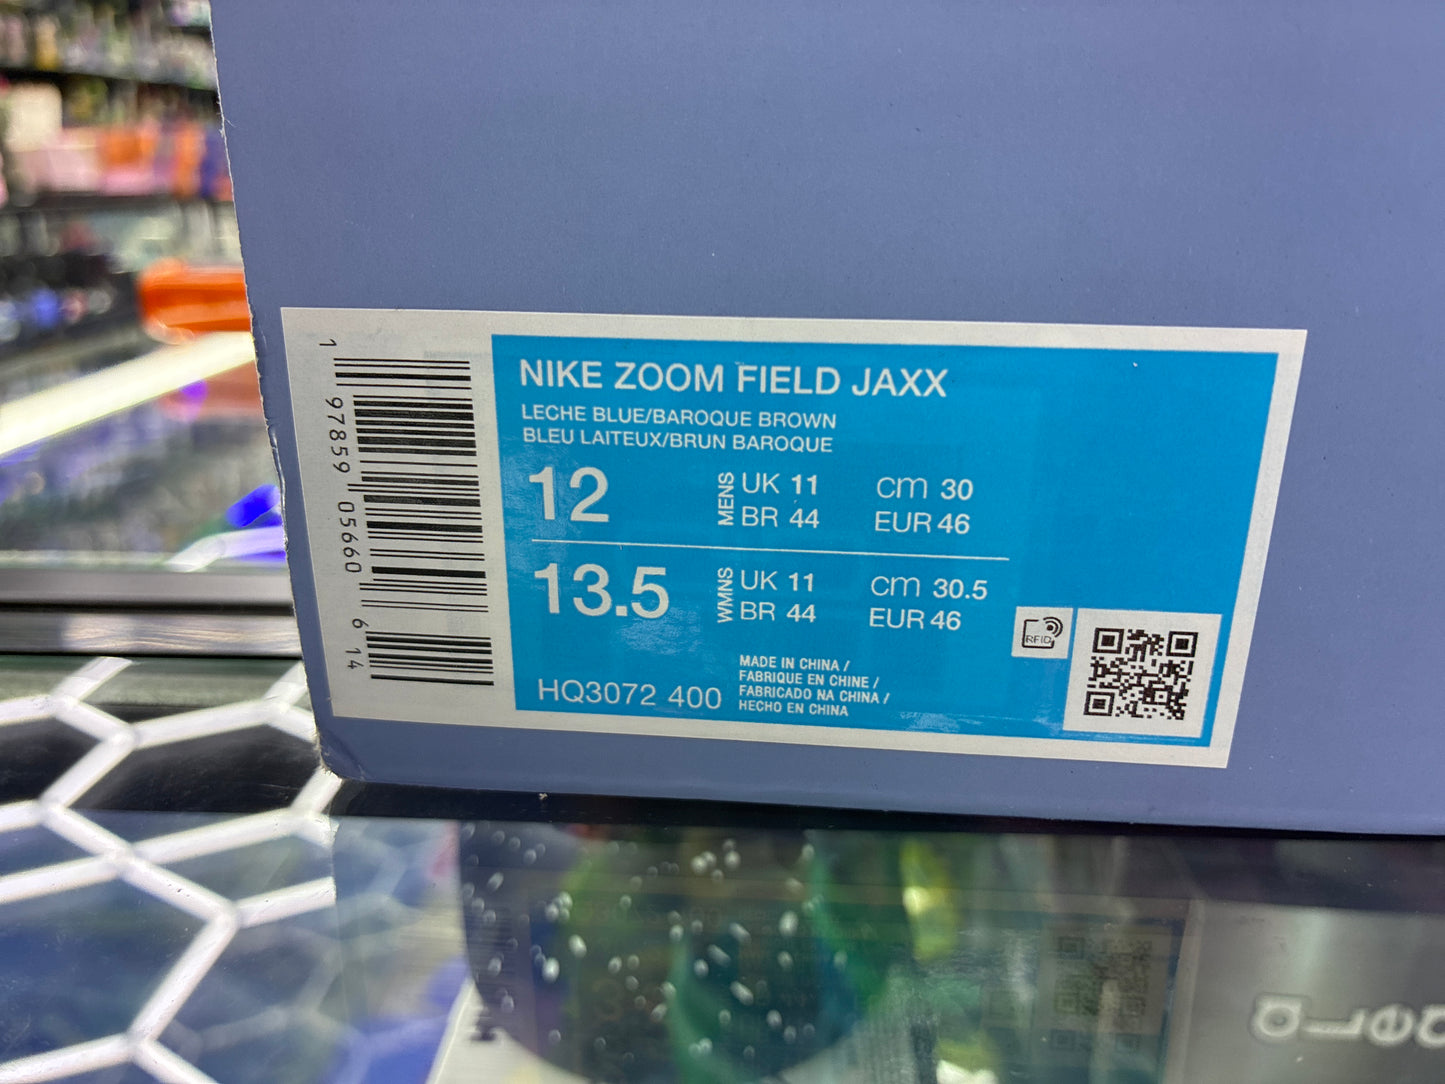 1 97859 05660 6 14
NIKE ZOOM FIELD JAXX
LECHE BLUE/BAROQUE BROWN
BLEU LAITEUX/BRUN BAROQUE
12 MENS UK 11 cm 30
BR 44 EUR 46
13.5 WMNS UK 11 cm 30.5
BR 44 EUR 46
HQ3072 400
MADE IN CHINA /
FABRIQUE EN CHINE /
FABRICADO NA CHINA /
HECHO EN CHINA
RFID